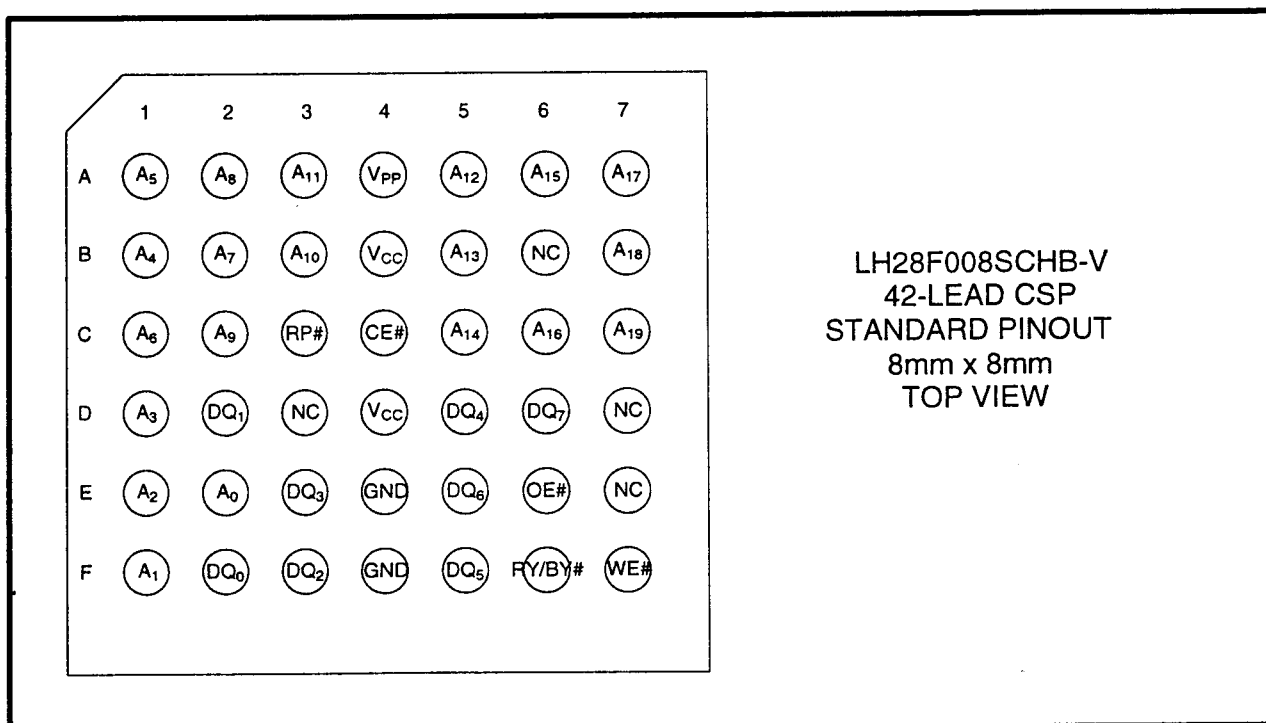 1 2 3 4 5 6 7
A A₅ A₈ A₁₁ VPP A₁₂ A₁₅ A₁₇
B A₄ A₇ A₁₀ VCC A₁₃ NC A₁₈
C A₆ A₉ RP# CE# A₁₄ A₁₆ A₁₉
D A₃ DQ₁ NC VCC DQ₄ DQ₇ NC
E A₂ A₀ DQ₃ GND DQ₆ OE# NC
F A₁ DQ₀ DQ₂ GND DQ₅ RY/BY# WE#
LH28F008SCHB-V
42-LEAD CSP
STANDARD PINOUT
8mm x 8mm
TOP VIEW